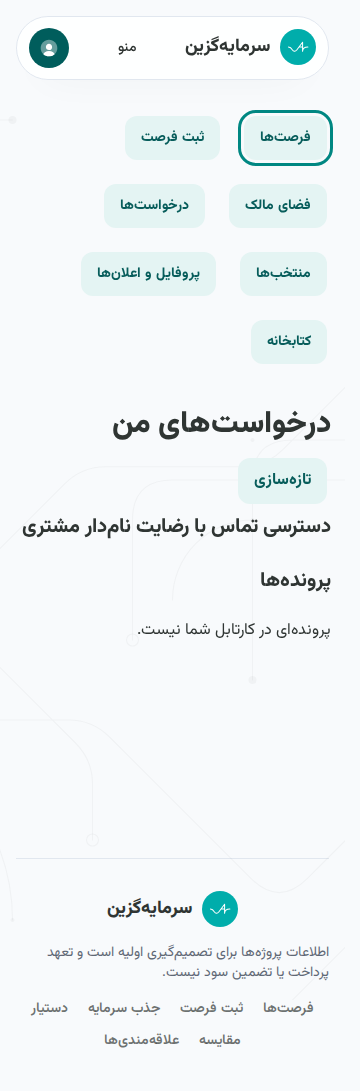 سرمایه‌گزین
منو
فرصت‌ها
ثبت فرصت
فضای مالک
درخواست‌ها
منتخب‌ها
پروفایل و اعلان‌ها
کتابخانه
درخواست‌های من
تازه‌سازی
دسترسی تماس با رضایت نام‌دار مشتری
پرونده‌ها
پرونده‌ای در کارتابل شما نیست.
سرمایه‌گزین
اطلاعات پروژه‌ها برای تصمیم‌گیری اولیه است و تعهد
پرداخت یا تضمین سود نیست.
فرصت‌ها ثبت فرصت جذب سرمایه دستیار
مقایسه علاقه‌مندی‌ها